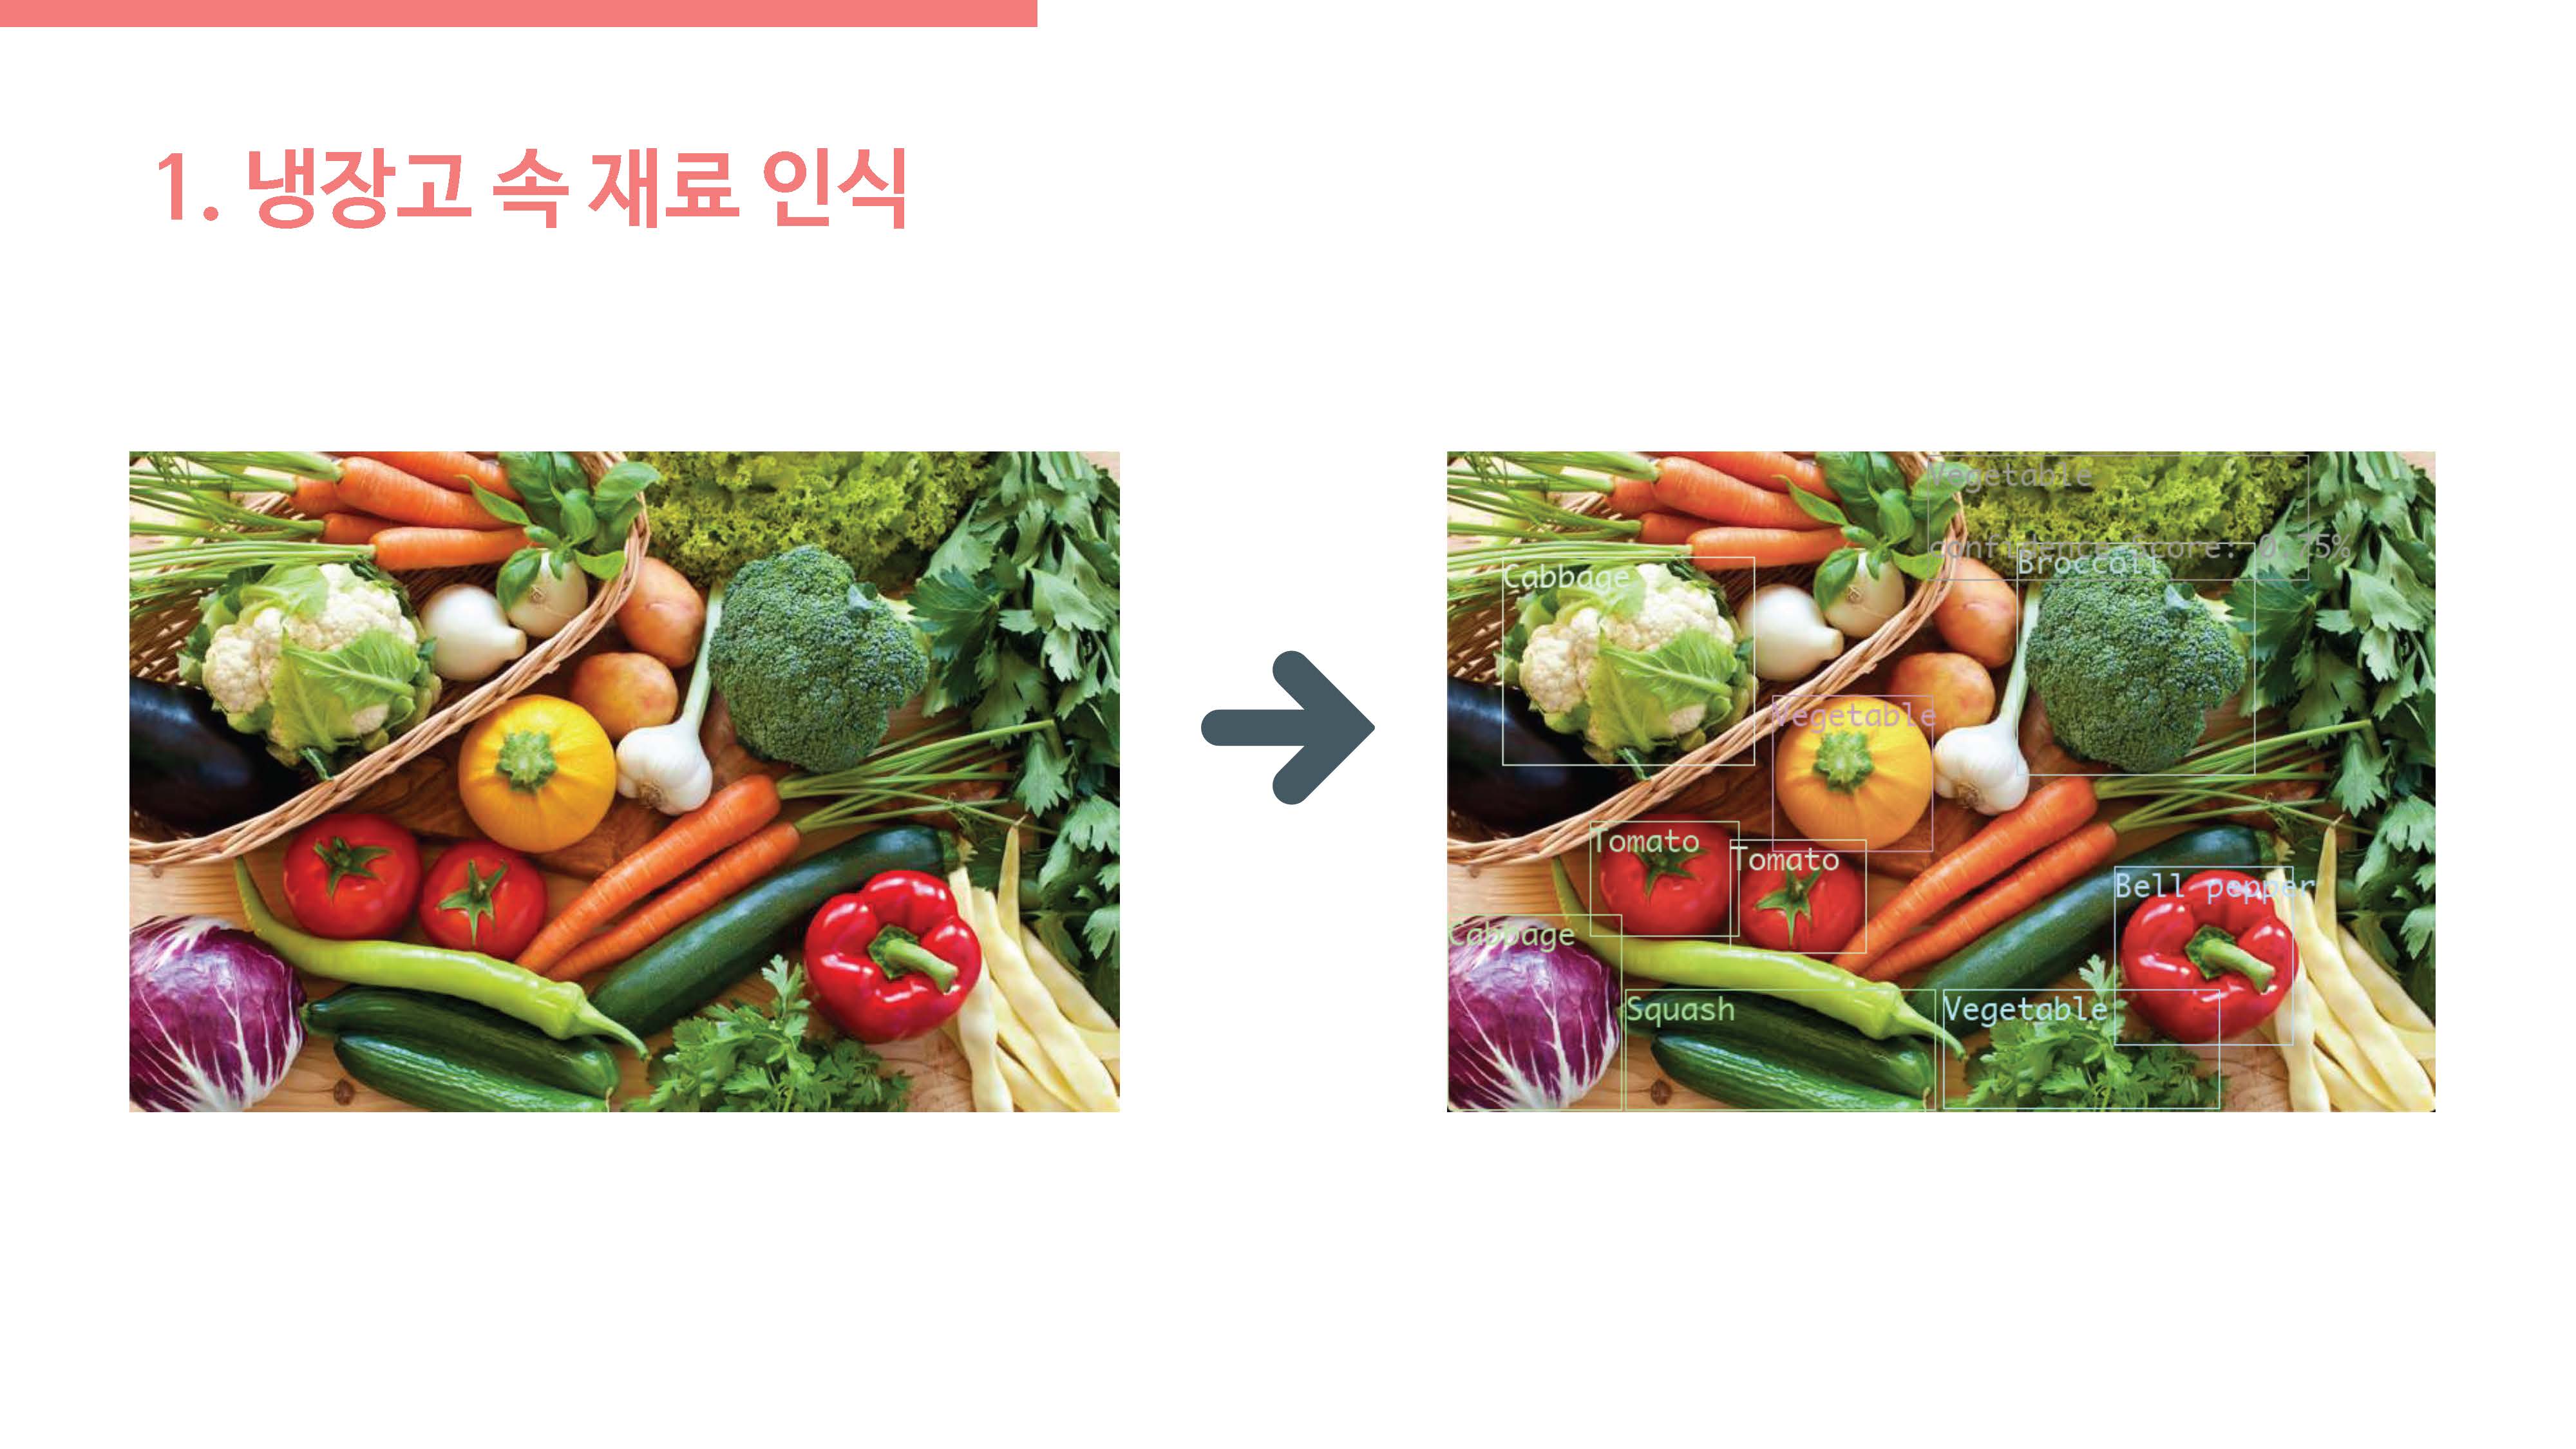 1. 냉장고 속 재료 인식
Vegetable
confidence score: 0.75%
Broccoli
Cabbage
Vegetable
Tomato
Tomato
Bell pepper
Cabbage
Squash
Vegetable